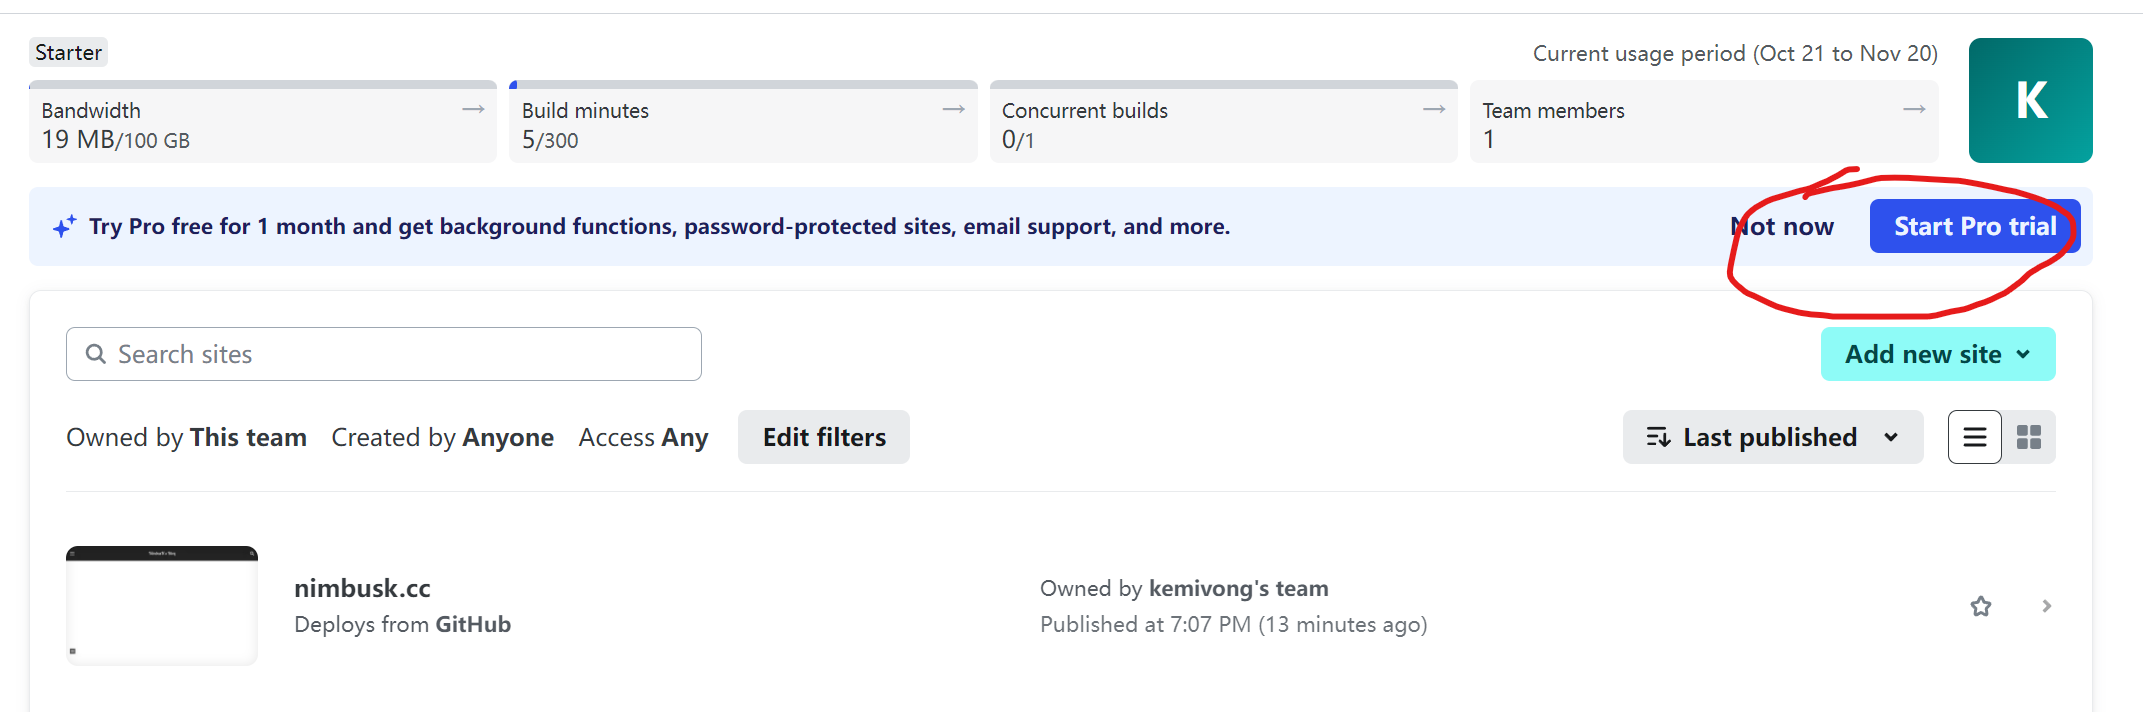 Starter
Current usage period (Oct 21 to Nov 20)
K
Bandwidth
19 MB/100 GB
Build minutes
5/300
Concurrent builds
0/1
Team members
1
Try Pro free for 1 month and get background functions, password-protected sites, email support, and more.
Not now
Start Pro trial
Search sites
Add new site
Owned by This team Created by Anyone Access Any
Edit filters
Last published
nimbusk.cc
Deploys from GitHub
Owned by kemivong's team
Published at 7:07 PM (13 minutes ago)